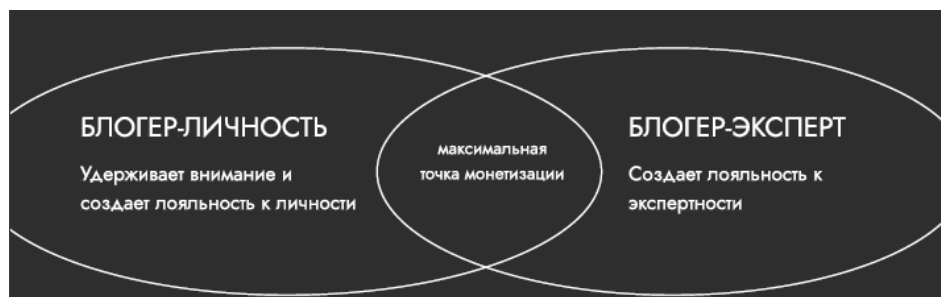 БЛОГЕР-ЛИЧНОСТЬ
Удерживает внимание и
создает лояльность к личности
максимальная
точка монетизации
БЛОГЕР-ЭКСПЕРТ
Создает лояльность к
экспертности